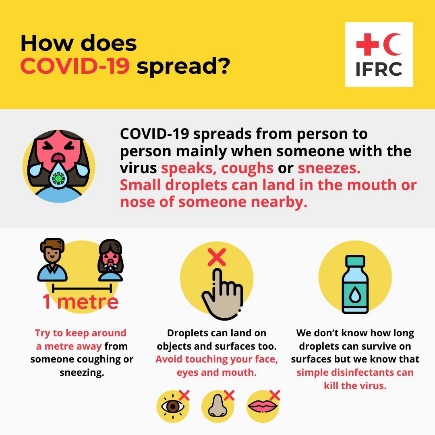 How does
COVID-19 spread?
IFRC
COVID-19 spreads from person to
person mainly when someone with the
virus speaks, coughs or sneezes.
Small droplets can land in the mouth or
nose of someone nearby.
1 metre
Try to keep around
a metre away from
someone coughing or
sneezing.
Droplets can land on
objects and surfaces too.
Avoid touching your face,
eyes and mouth.
We don't know how long
droplets can survive on
surfaces but we know that
simple disinfectants can
kill the virus.